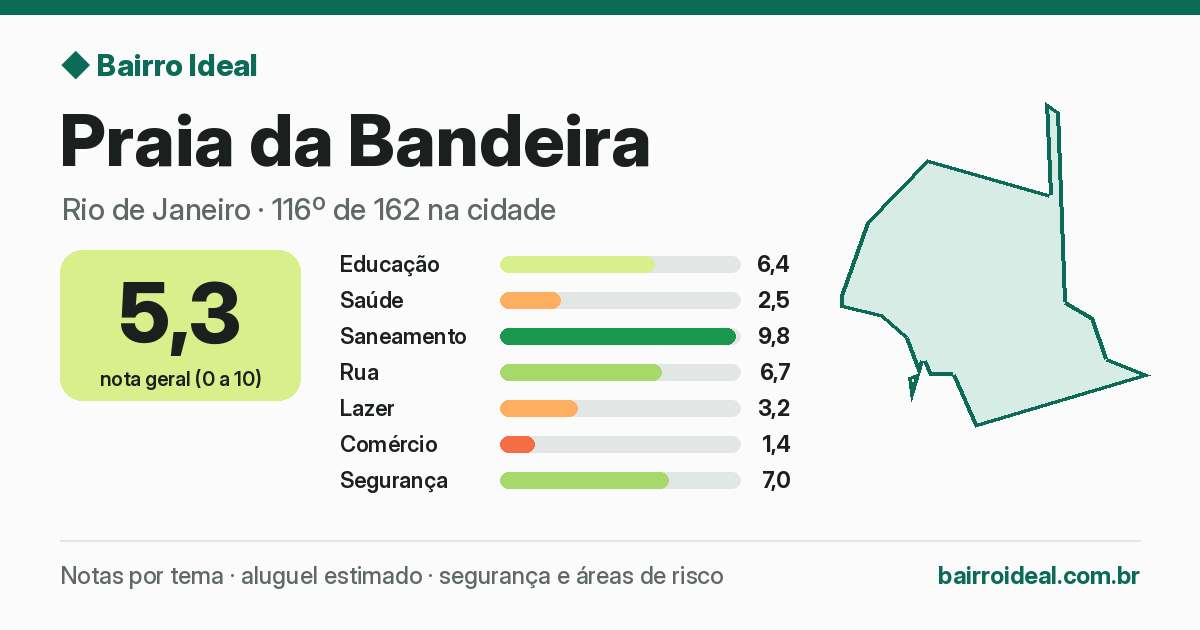 Bairro Ideal
Praia da Bandeira
Rio de Janeiro · 116º de 162 na cidade
5,3
nota geral (0 a 10)
Educação 6,4
Saúde 2,5
Saneamento 9,8
Rua 6,7
Lazer 3,2
Comércio 1,4
Segurança 7,0
Notas por tema · aluguel estimado · segurança e áreas de risco
bairroideal.com.br